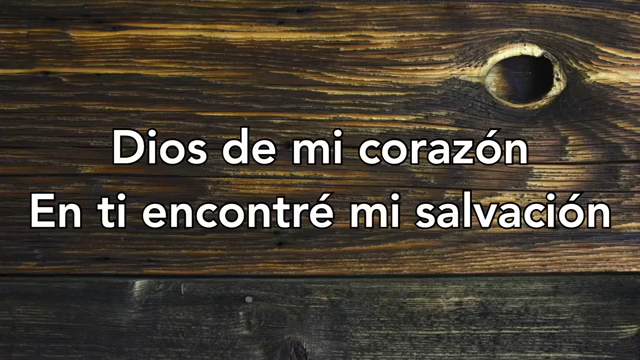 Dios de mi corazón
En ti encontré mi salvación